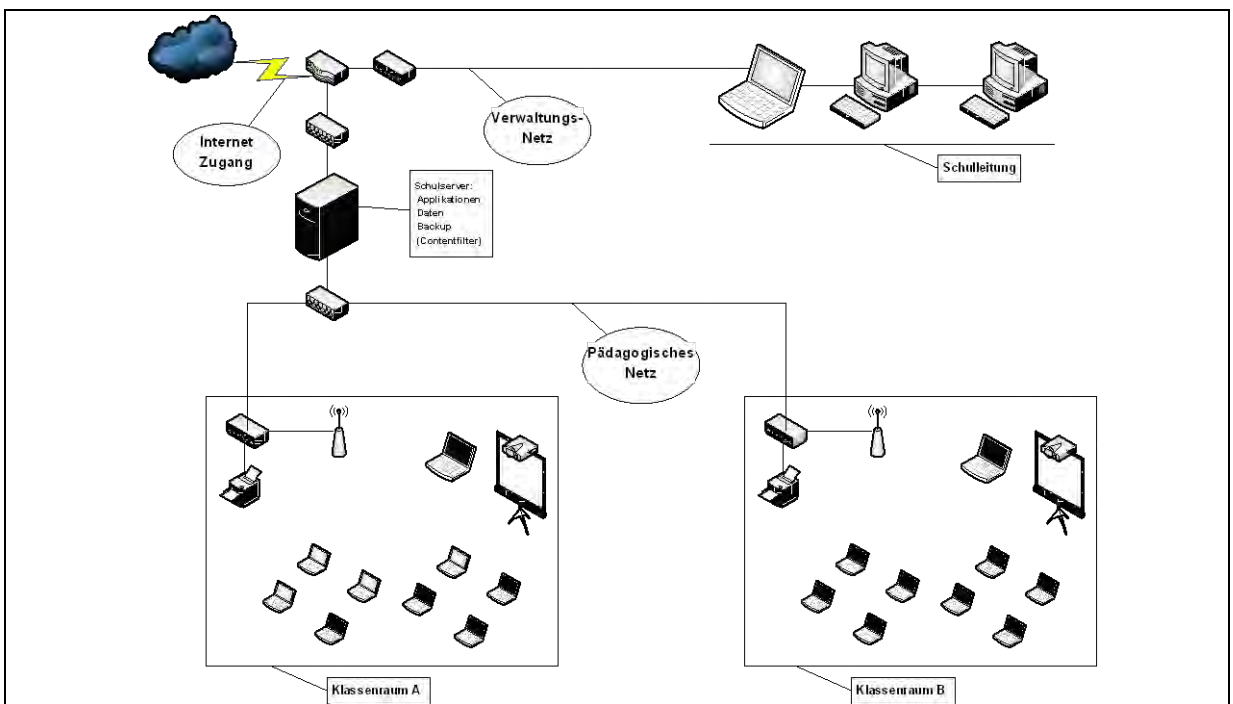 Internet
Zugang
Verwaltungs-
Netz
Schulleitung
Schulserver:
Applikationen
Daten
Backup
(Contentfilter)
Pädagogisches
Netz
Klassenraum A
Klassenraum B